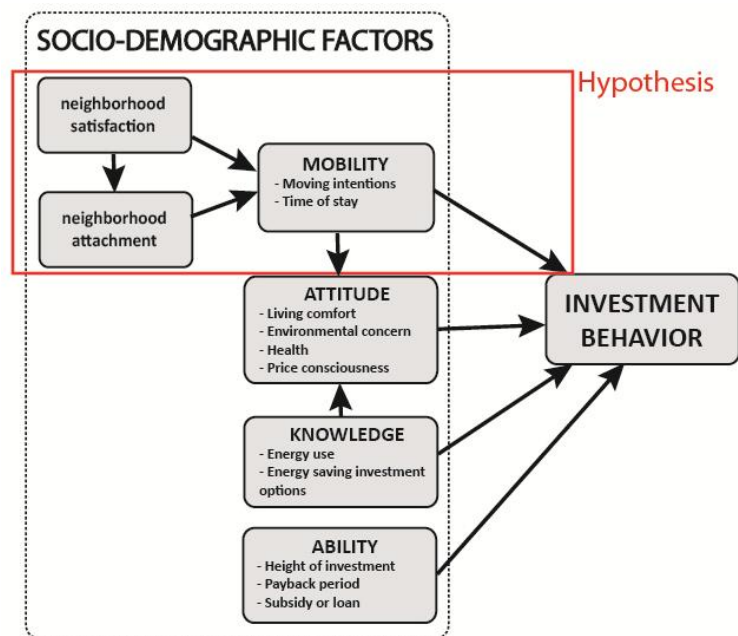 SOCIO-DEMOGRAPHIC FACTORS
Hypothesis
neighborhood
satisfaction
neighborhood
attachment
MOBILITY
- Moving intentions
- Time of stay
ATTITUDE
- Living comfort
- Environmental concern
- Health
- Price consciousness
INVESTMENT
BEHAVIOR
KNOWLEDGE
- Energy use
- Energy saving investment
options
ABILITY
- Height of investment
- Payback period
- Subsidy or loan